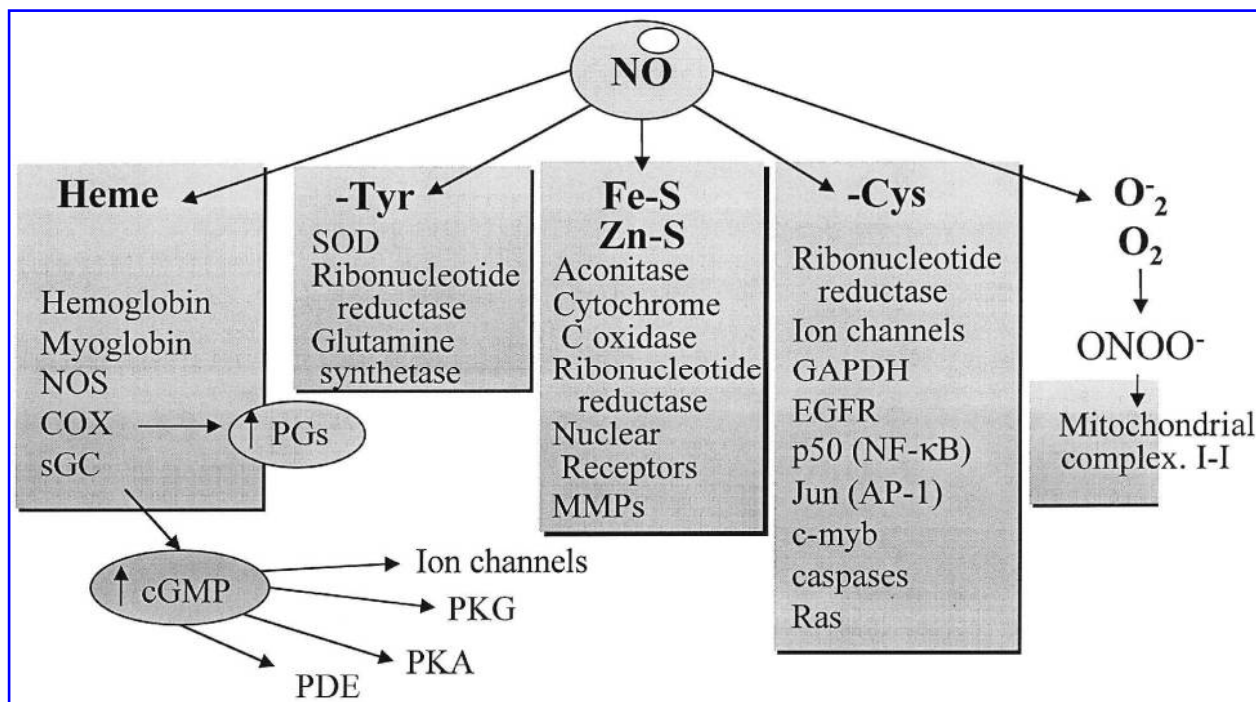 NO
Heme
Hemoglobin
Myoglobin
NOS
COX
sGC
PGs
cGMP
Ion channels
PKG
PKA
PDE
-Tyr
SOD
Ribonucleotide
reductase
Glutamine
synthetase
Fe-S
Zn-S
Aconitase
Cytochrome
C oxidase
Ribonucleotide
reductase
Nuclear
Receptors
MMPs
-Cys
Ribonucleotide
reductase
Ion channels
GAPDH
EGFR
p50 (NF-κB)
Jun (AP-1)
c-myb
caspases
Ras
O⁻₂
O₂
ONOO⁻
Mitochondrial
complex. I-I